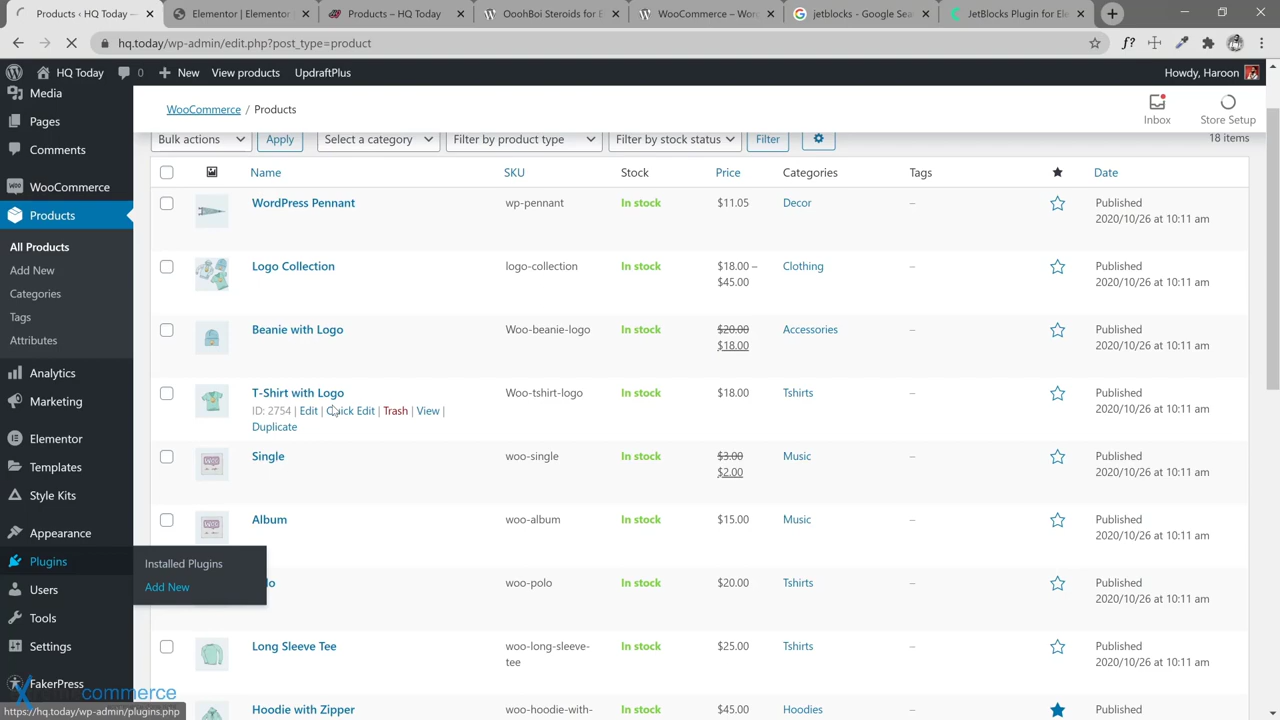 Products ‹ HQ Today —
Elementor | Elementor
Products – HQ Today
OoohBoi Steroids for E
WooCommerce – Wor
jetblocks - Google Sea
JetBlocks Plugin for Ele
hq.today/wp-admin/edit.php?post_type=product
HQ Today 0 New View products UpdraftPlus Howdy, Haroon
WooCommerce / Products Inbox Store Setup
Media
Pages
Comments
WooCommerce
Products
All Products
Add New
Categories
Tags
Attributes
Analytics
Marketing
Elementor
Templates
Style Kits
Appearance
Plugins
Installed Plugins
Add New
Users
Tools
Settings
FakerPress
commerce
https://hq.today/wp-admin/plugins.php
Bulk actions Apply Select a category Filter by product type Filter by stock status Filter 18 items
Name SKU Stock Price Categories Tags Date
WordPress Pennant wp-pennant In stock $11.05 Decor – Published
2020/10/26 at 10:11 am
Logo Collection logo-collection In stock $18.00 – Clothing – Published
$45.00 2020/10/26 at 10:11 am
Beanie with Logo Woo-beanie-logo In stock $20.00 Accessories – Published
$18.00 2020/10/26 at 10:11 am
T-Shirt with Logo Woo-tshirt-logo In stock $18.00 Tshirts – Published
ID: 2754 | Edit | Quick Edit | Trash | View | 2020/10/26 at 10:11 am
Duplicate
Single woo-single In stock $3.00 Music – Published
$2.00 2020/10/26 at 10:11 am
Album woo-album In stock $15.00 Music – Published
2020/10/26 at 10:11 am
lo woo-polo In stock $20.00 Tshirts – Published
2020/10/26 at 10:11 am
Long Sleeve Tee woo-long-sleeve- In stock $25.00 Tshirts – Published
tee 2020/10/26 at 10:11 am
Hoodie with Zipper woo-hoodie-with- In stock $45.00 Hoodies – Published